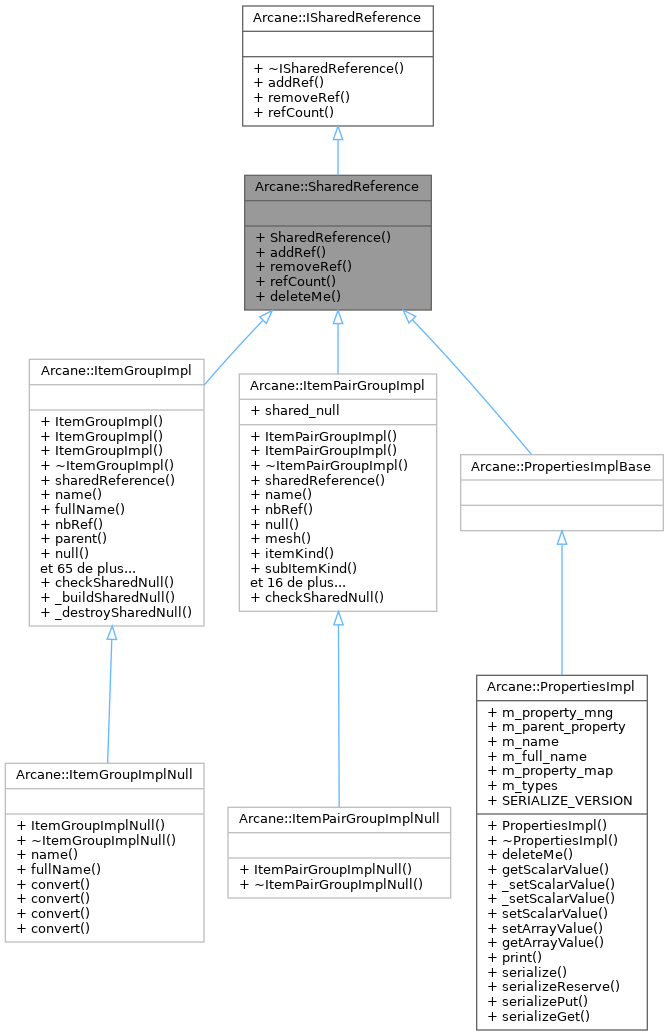 Arcane::ISharedReference
+ ~ISharedReference()
+ addRef()
+ removeRef()
+ refCount()
Arcane::SharedReference
+ SharedReference()
+ addRef()
+ removeRef()
+ refCount()
+ deleteMe()
Arcane::ItemGroupImpl
+ ItemGroupImpl()
+ ItemGroupImpl()
+ ItemGroupImpl()
+ ~ItemGroupImpl()
+ sharedReference()
+ name()
+ fullName()
+ nbRef()
+ parent()
+ null()
et 65 de plus...
+ checkSharedNull()
+ _buildSharedNull()
+ _destroySharedNull()
Arcane::ItemPairGroupImpl
+ shared_null
+ ItemPairGroupImpl()
+ ItemPairGroupImpl()
+ ~ItemPairGroupImpl()
+ sharedReference()
+ name()
+ nbRef()
+ null()
+ mesh()
+ itemKind()
+ subItemKind()
et 16 de plus...
+ checkSharedNull()
Arcane::PropertiesImplBase
Arcane::ItemGroupImplNull
+ ItemGroupImplNull()
+ ~ItemGroupImplNull()
+ name()
+ fullName()
+ convert()
+ convert()
+ convert()
+ convert()
Arcane::ItemPairGroupImplNull
+ ItemPairGroupImplNull()
+ ~ItemPairGroupImplNull()
Arcane::PropertiesImpl
+ m_property_mng
+ m_parent_property
+ m_name
+ m_full_name
+ m_property_map
+ m_types
+ SERIALIZE_VERSION
+ PropertiesImpl()
+ ~PropertiesImpl()
+ deleteMe()
+ getScalarValue()
+ _setScalarValue()
+ _setScalarValue()
+ setScalarValue()
+ setArrayValue()
+ getArrayValue()
+ print()
+ serialize()
+ serializeReserve()
+ serializePut()
+ serializeGet()